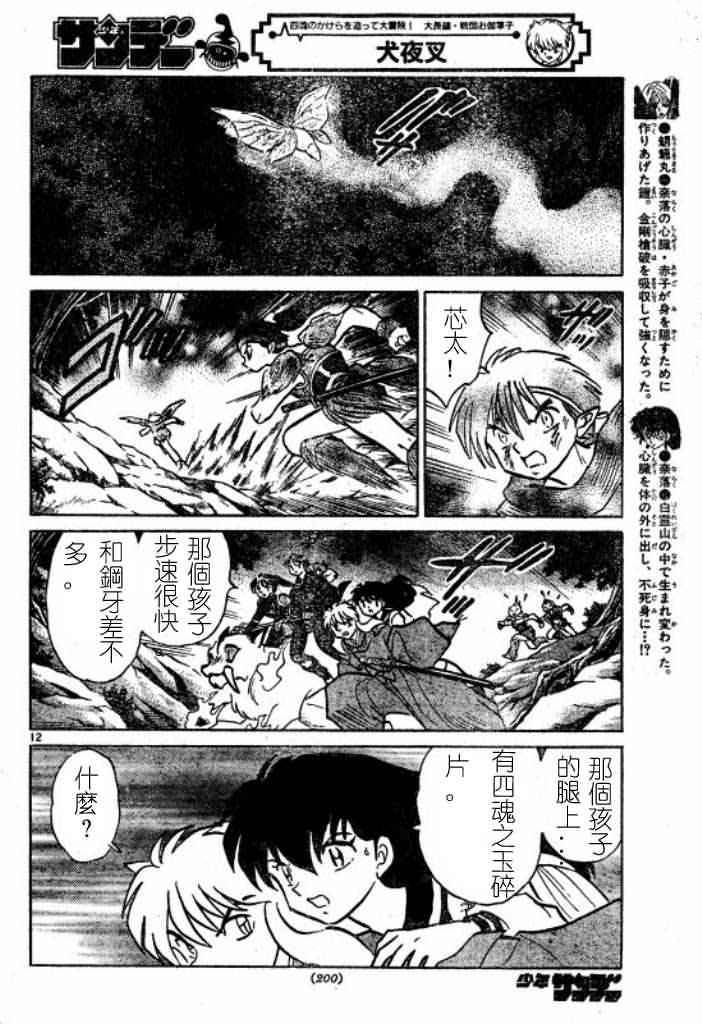 サンデー
四魂のかけらを追って大冒険！ 大長編・戦国お伽草子
犬夜叉
●魍魎丸●奈落の心臓・赤子が身を隠すために
作りあげた鎧。金剛槍破を吸収して強くなった。
●奈落●白霊山の中で生まれ変わった。
心臓を体の外に出し、不死身に…!?
芯太！
那個孩子
步速很快
和鋼牙差不
多。
那個孩子
的腿上...
有四魂之玉碎
片。
什麼?
12
(200)
少年サンデー